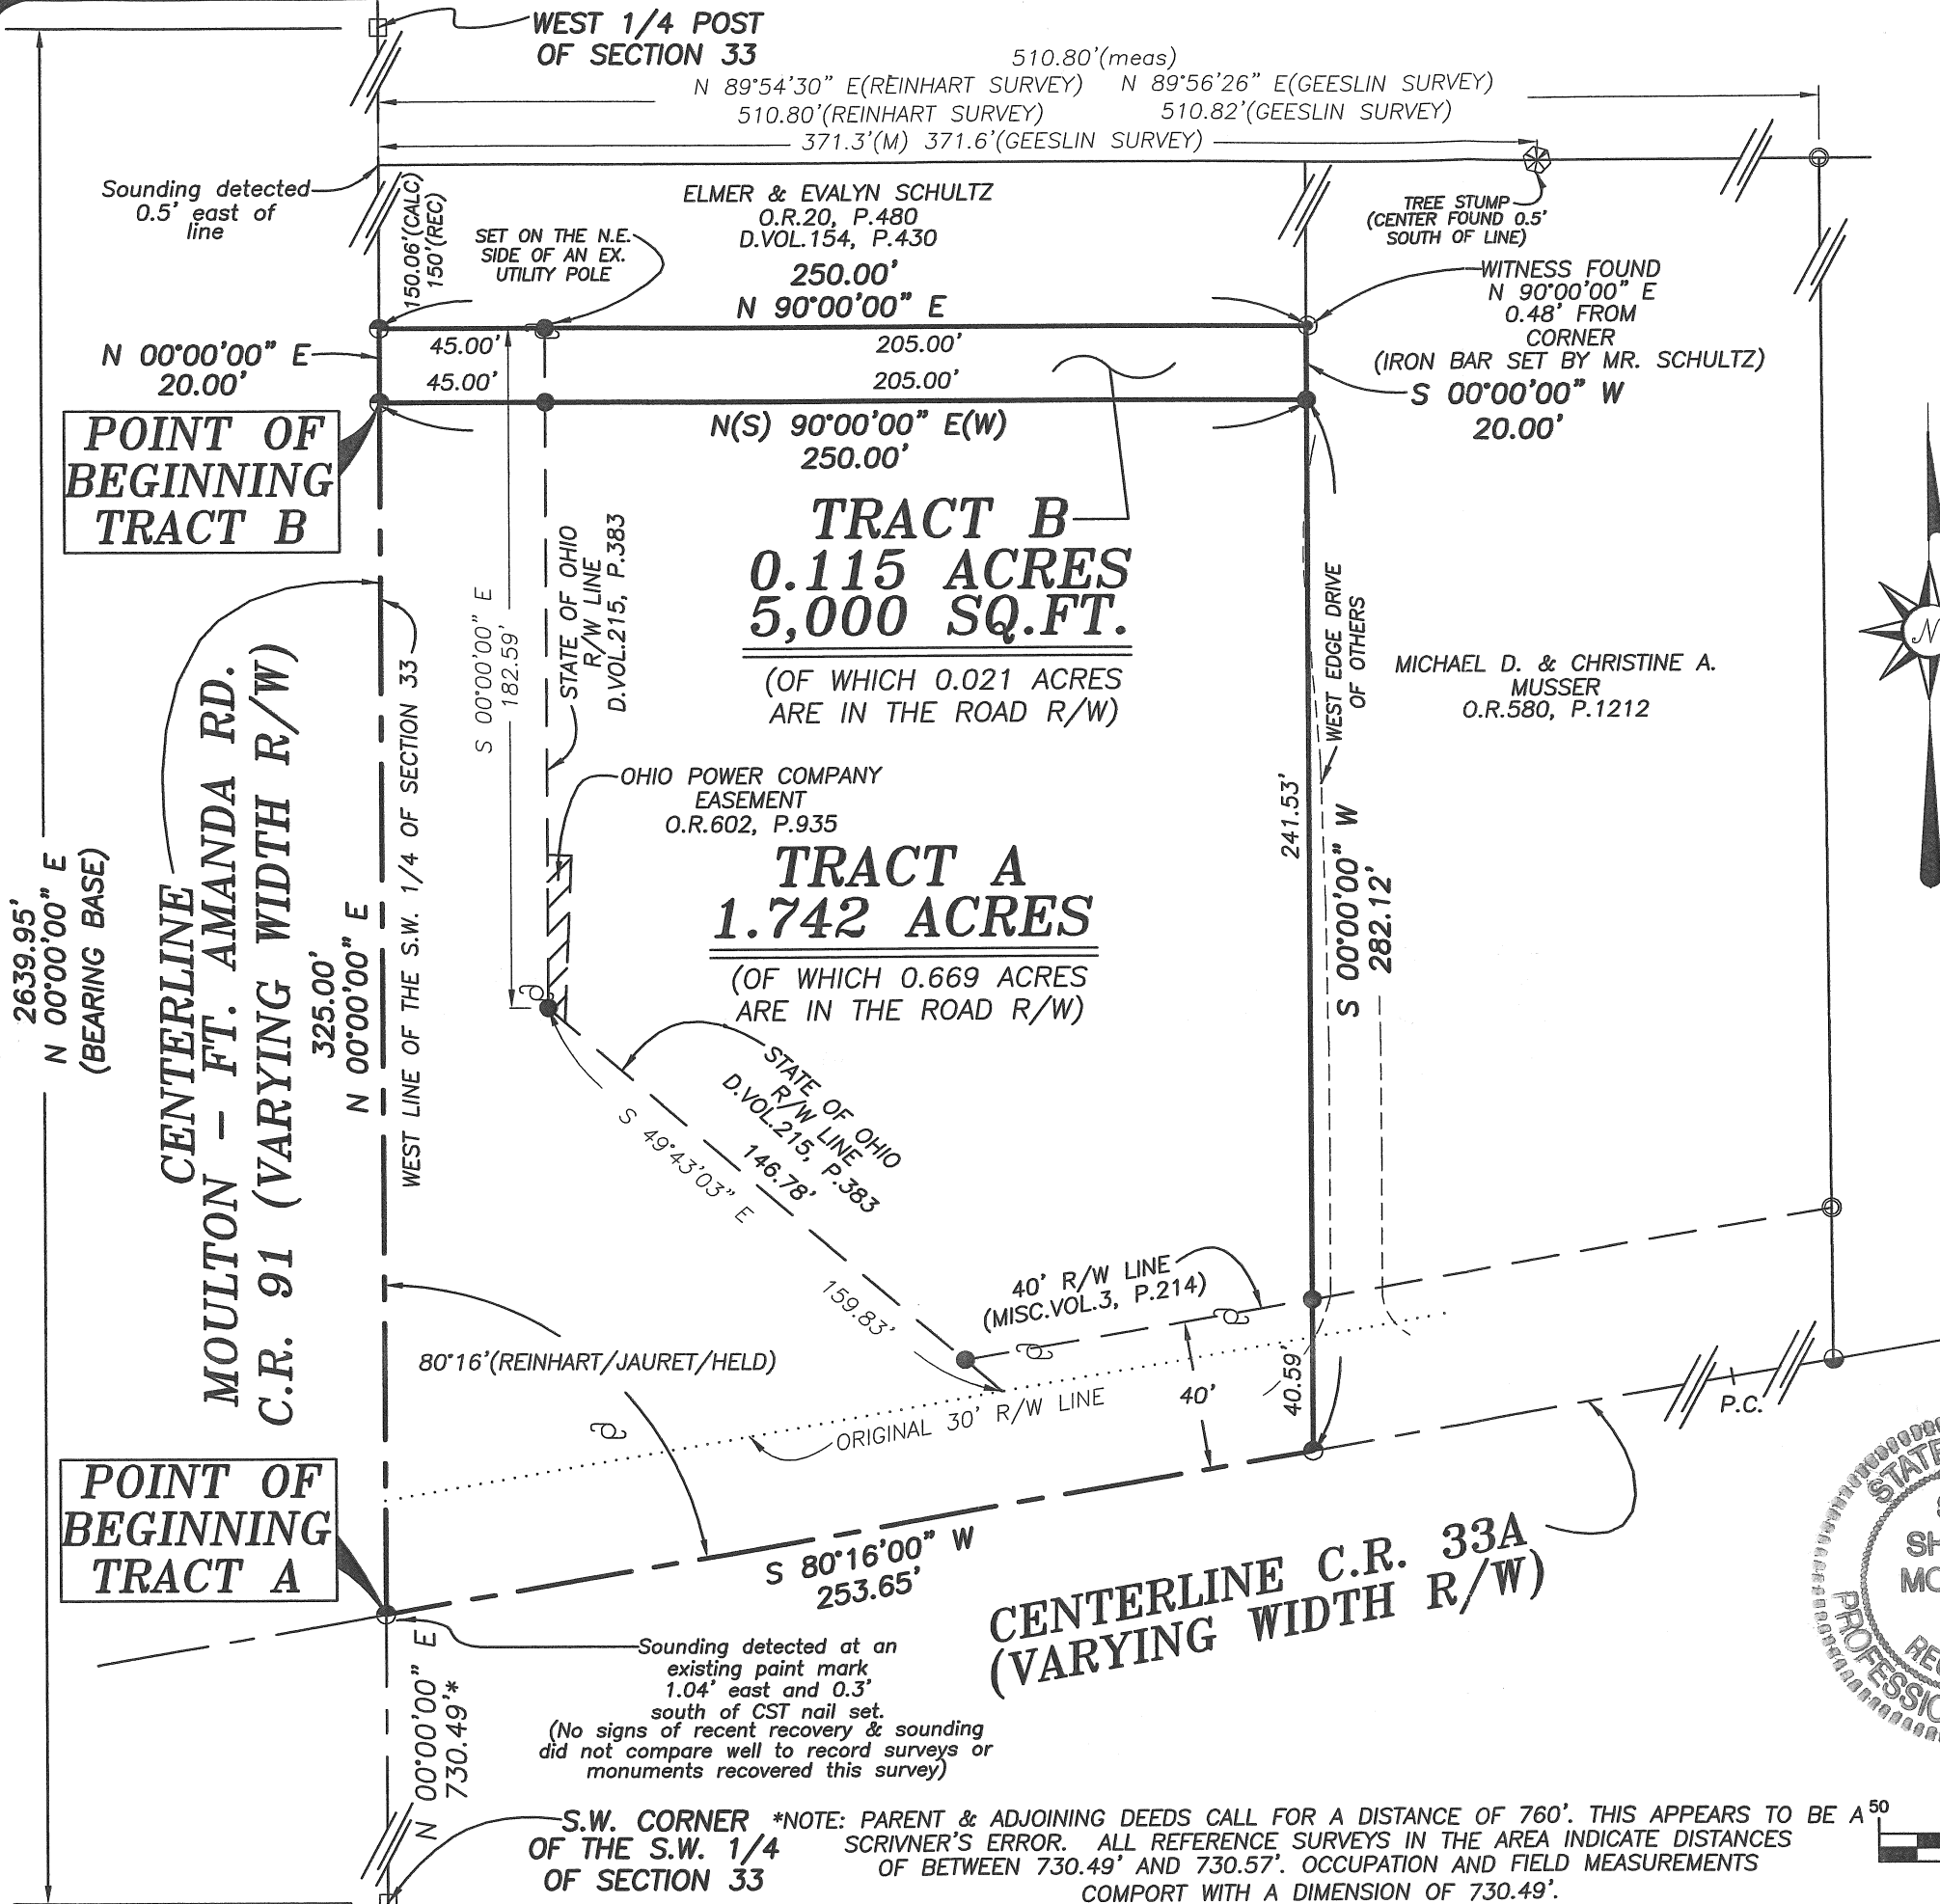 WEST 1/4 POST
OF SECTION 33
510.80'(meas)
N 89°54'30" E(REINHART SURVEY) N 89°56'26" E(GEESLIN SURVEY)
510.80'(REINHART SURVEY) 510.82'(GEESLIN SURVEY)
371.3'(M) 371.6'(GEESLIN SURVEY)
Sounding detected
0.5' east of
line
150.06'(CALC)
150'(REC)
SET ON THE N.E.
SIDE OF AN EX.
UTILITY POLE
ELMER & EVALYN SCHULTZ
O.R.20, P.480
D.VOL.154, P.430
250.00'
N 90°00'00" E
TREE STUMP
(CENTER FOUND 0.5'
SOUTH OF LINE)
WITNESS FOUND
N 90°00'00" E
0.48' FROM
CORNER
(IRON BAR SET BY MR. SCHULTZ)
S 00°00'00" W
20.00'
N 00°00'00" E
20.00'
45.00'
205.00'
45.00'
205.00'
N(S) 90°00'00" E(W)
250.00'
POINT OF
BEGINNING
TRACT B
TRACT B
0.115 ACRES
5,000 SQ.FT.
(OF WHICH 0.021 ACRES
ARE IN THE ROAD R/W)
S 00°00'00" E
182.59'
STATE OF OHIO
R/W LINE
D.VOL.215, P.383
WEST EDGE DRIVE
OF OTHERS
MICHAEL D. & CHRISTINE A.
MUSSER
O.R.580, P.1212
N
OHIO POWER COMPANY
EASEMENT
O.R.602, P.935
TRACT A
1.742 ACRES
(OF WHICH 0.669 ACRES
ARE IN THE ROAD R/W)
241.53'
S 00°00'00" W
282.12'
2639.95'
N 00°00'00" E
(BEARING BASE)
CENTERLINE
MOULTON - FT. AMANDA RD.
C.R. 91 (VARYING WIDTH R/W)
325.00'
N 00°00'00" E
WEST LINE OF THE S.W. 1/4 OF SECTION 33
STATE OF OHIO
R/W LINE
D.VOL.215, P.383
146.78'
S 49°43'03" E
159.83'
40' R/W LINE
(MISC.VOL.3, P.214)
80°16'(REINHART/JAURET/HELD)
ORIGINAL 30' R/W LINE
40'
40.59'
P.C.
POINT OF
BEGINNING
TRACT A
S 80°16'00" W
253.65'
CENTERLINE C.R. 33A
(VARYING WIDTH R/W)
STATE
SH
MO
REG
PROFESSIO
Sounding detected at an
existing paint mark
1.04' east and 0.3'
south of CST nail set.
(No signs of recent recovery & sounding
did not compare well to record surveys or
monuments recovered this survey)
N 00°00'00" E
730.49'*
S.W. CORNER
OF THE S.W. 1/4
OF SECTION 33
*NOTE: PARENT & ADJOINING DEEDS CALL FOR A DISTANCE OF 760'. THIS APPEARS TO BE A
SCRIVNER'S ERROR. ALL REFERENCE SURVEYS IN THE AREA INDICATE DISTANCES
OF BETWEEN 730.49' AND 730.57'. OCCUPATION AND FIELD MEASUREMENTS
COMPORT WITH A DIMENSION OF 730.49'.
50